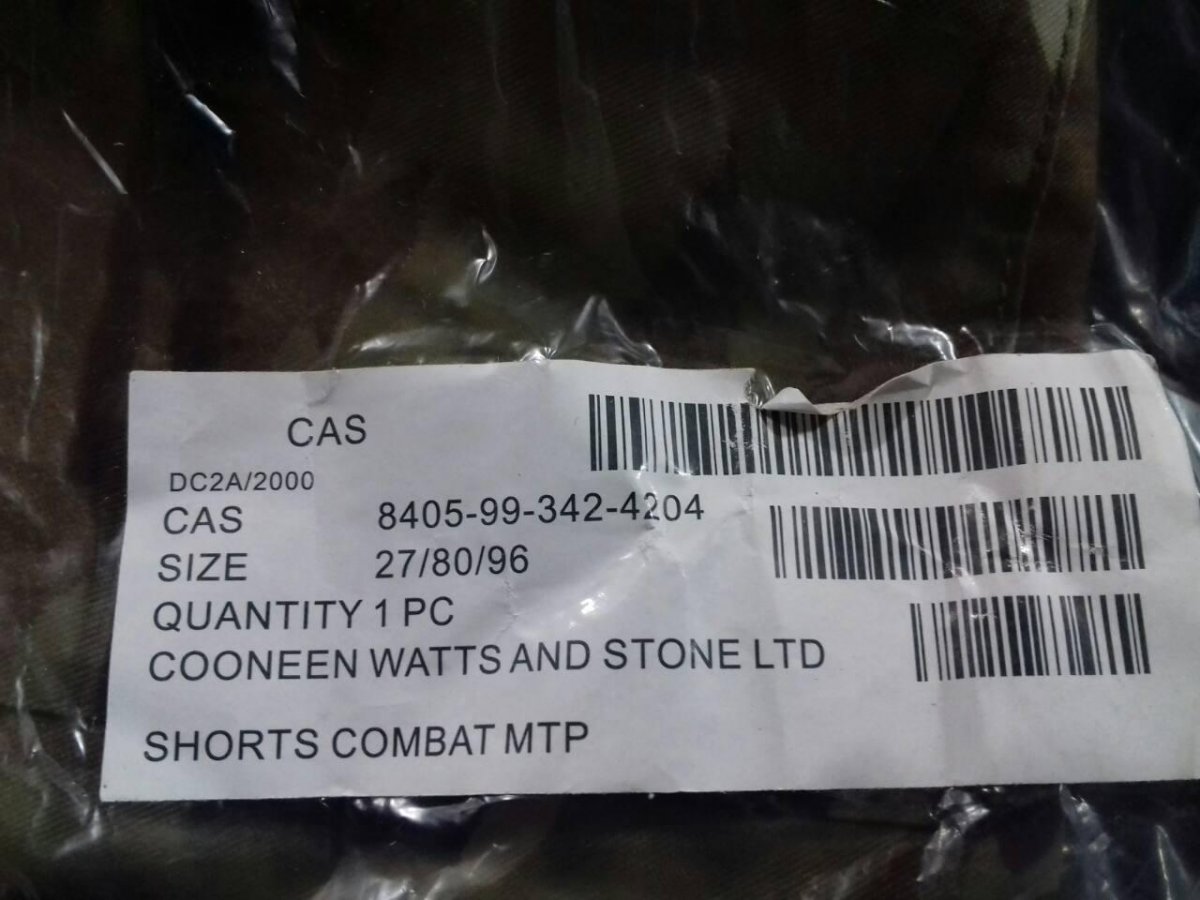 CAS
DC2A/2000
CAS 8405-99-342-4204
SIZE 27/80/96
QUANTITY 1 PC
COONEEN WATTS AND STONE LTD
SHORTS COMBAT MTP